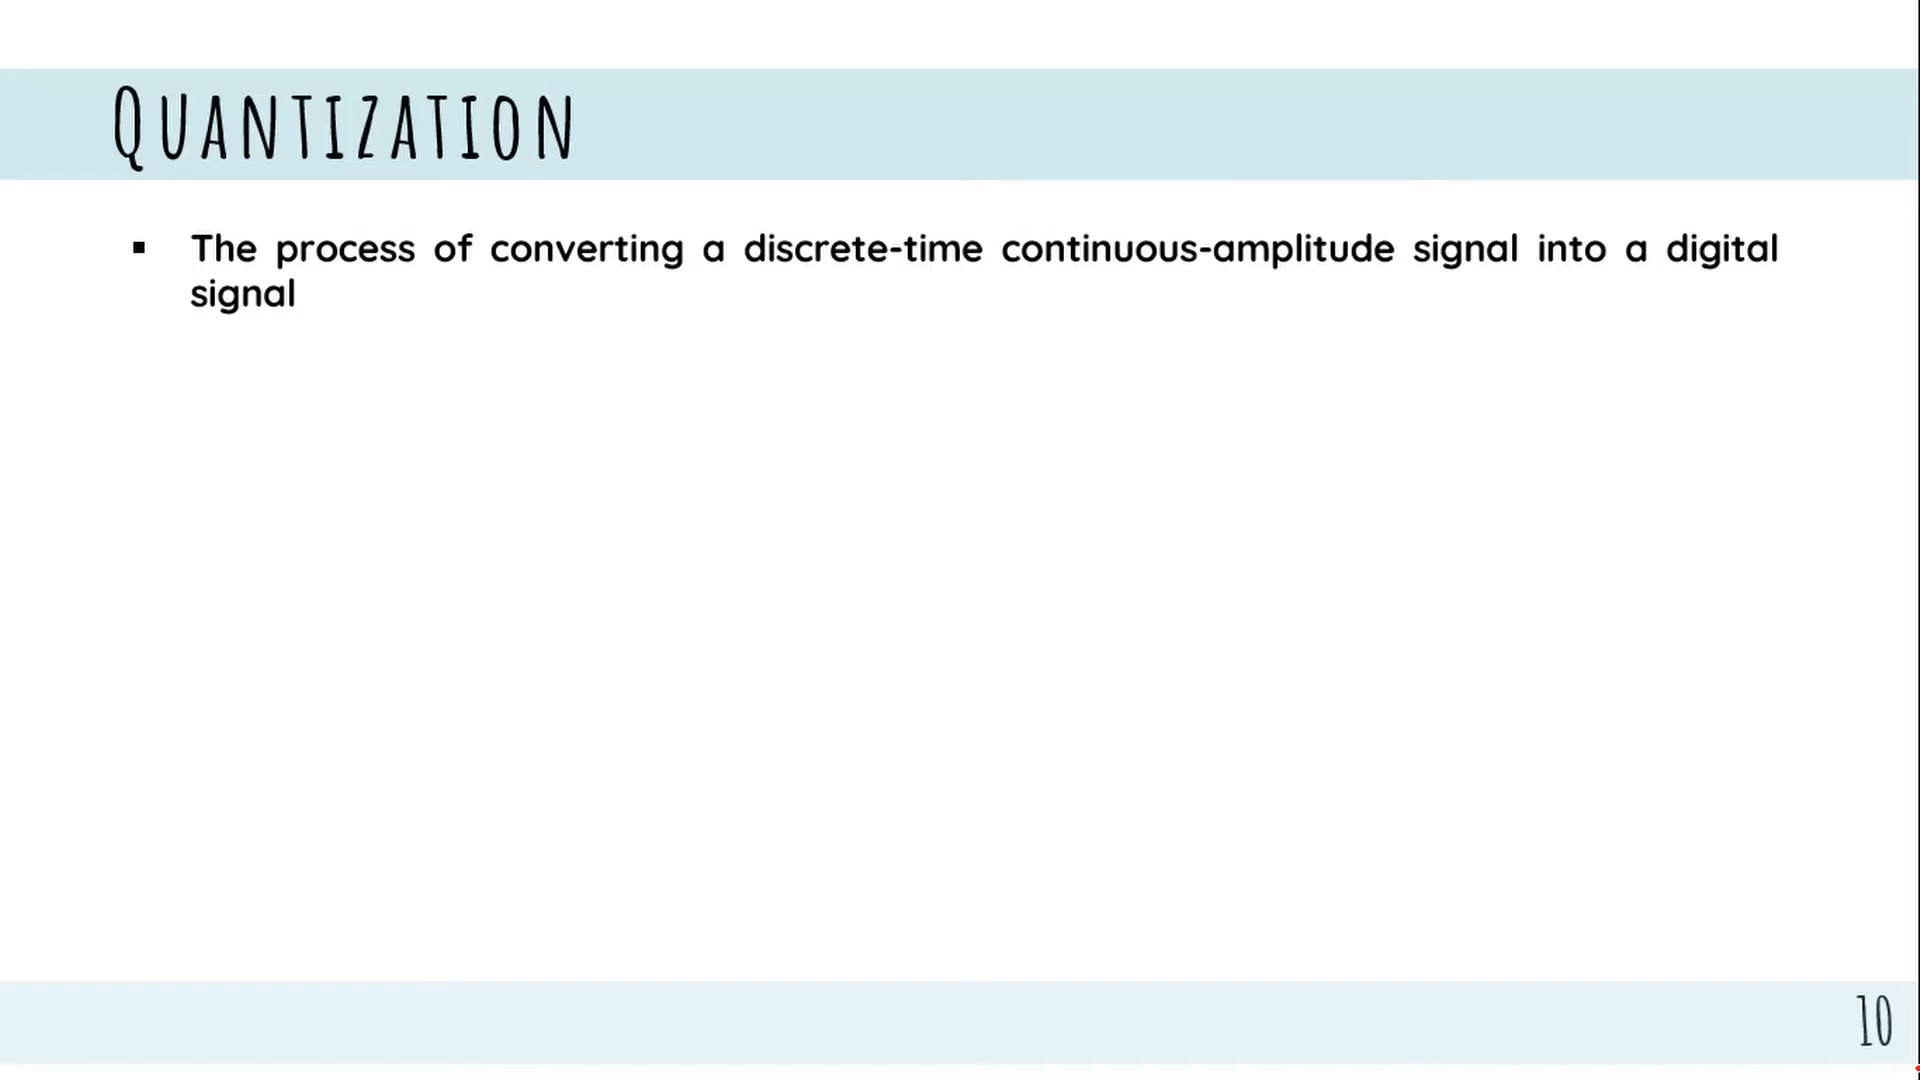 QUANTIZATION
▪ The process of converting a discrete-time continuous-amplitude signal into a digital
signal
10